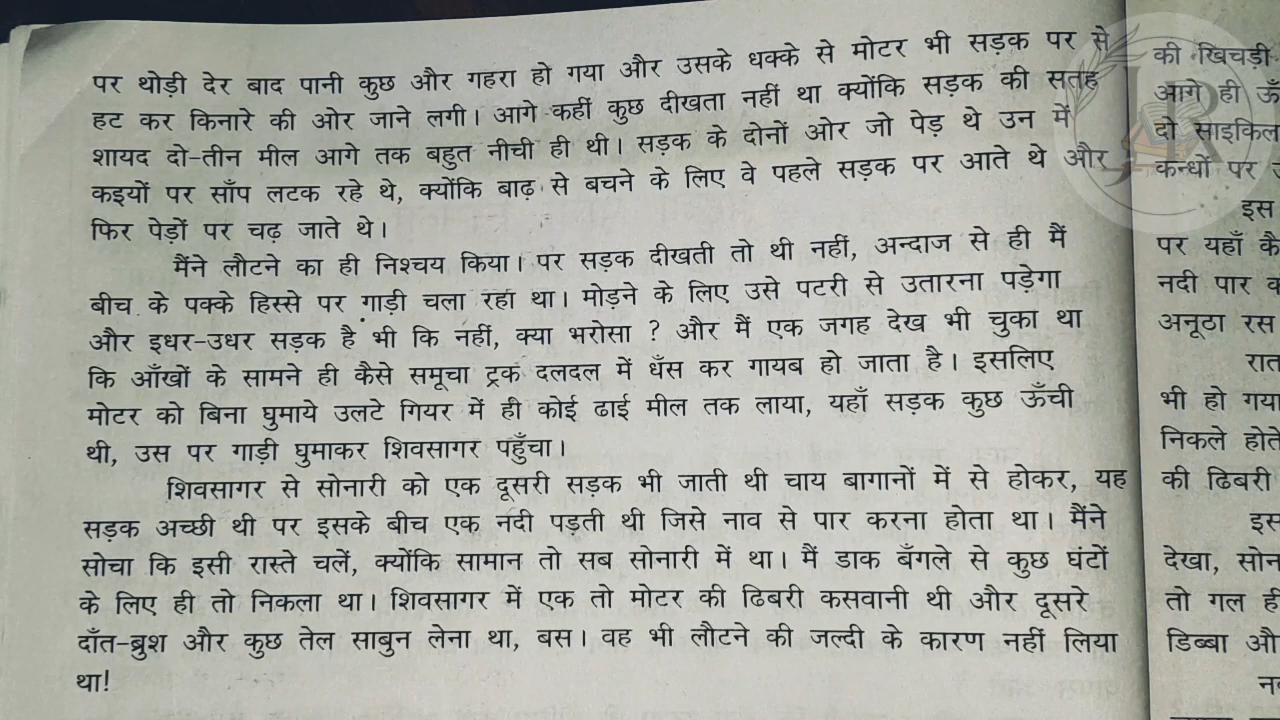 पर थोड़ी देर बाद पानी कुछ और गहरा हो गया और उसके धक्के से मोटर भी सड़क पर से
हट कर किनारे की ओर जाने लगी। आगे कहीं कुछ दीखता नहीं था क्योंकि सड़क की सतह
शायद दो-तीन मील आगे तक बहुत नीची ही थी। सड़क के दोनों ओर जो पेड़ थे उन में
कइयों पर साँप लटक रहे थे, क्योंकि बाढ़ से बचने के लिए वे पहले सड़क पर आते थे और
फिर पेड़ों पर चढ़ जाते थे।
मैंने लौटने का ही निश्चय किया। पर सड़क दीखती तो थी नहीं, अन्दाज से ही मैं
बीच के पक्के हिस्से पर गाड़ी चला रहा था। मोड़ने के लिए उसे पटरी से उतारना पड़ेगा
और इधर-उधर सड़क है भी कि नहीं, क्या भरोसा ? और मैं एक जगह देख भी चुका था
कि आँखों के सामने ही कैसे समूचा ट्रक दलदल में धँस कर गायब हो जाता है। इसलिए
मोटर को बिना घुमाये उलटे गियर में ही कोई ढाई मील तक लाया, यहाँ सड़क कुछ ऊँची
थी, उस पर गाड़ी घुमाकर शिवसागर पहुँचा।
शिवसागर से सोनारी को एक दूसरी सड़क भी जाती थी चाय बागानों में से होकर, यह
सड़क अच्छी थी पर इसके बीच एक नदी पड़ती थी जिसे नाव से पार करना होता था। मैंने
सोचा कि इसी रास्ते चलें, क्योंकि सामान तो सब सोनारी में था। मैं डाक बँगले से कुछ घंटों
के लिए ही तो निकला था। शिवसागर में एक तो मोटर की ढिबरी कसवानी थी और दूसरे
दाँत-ब्रुश और कुछ तेल साबुन लेना था, बस। वह भी लौटने की जल्दी के कारण नहीं लिया
था!
की खिचड़ी
आगे ही
दो साइकिल
कन्धों पर
इस
पर यहाँ
नदी पार
अनूठा रस
रात
भी हो गया
निकले होते
की ढिबरी
देखा,
तो गल
डिब्बा